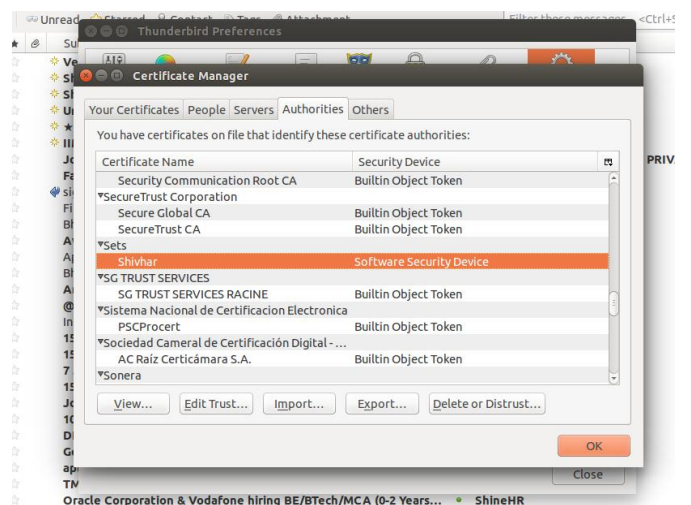 Unread Starred Contact Tags Attachment Filter these messages <Ctrl+S
Thunderbird Preferences
Certificate Manager
Your Certificates People Servers Authorities Others
You have certificates on file that identify these certificate authorities:
Certificate Name Security Device
PRIV
Security Communication Root CA Builtin Object Token
SecureTrust Corporation
Secure Global CA Builtin Object Token
SecureTrust CA Builtin Object Token
Sets
Shivhar Software Security Device
SG TRUST SERVICES
SG TRUST SERVICES RACINE Builtin Object Token
Sistema Nacional de Certificacion Electronica
PSCProcert Builtin Object Token
Sociedad Cameral de Certificación Digital - ...
AC Raíz Certicámara S.A. Builtin Object Token
Sonera
View... Edit Trust... Import... Export... Delete or Distrust...
OK
Close
Oracle Corporation & Vodafone hiring BE/BTech/MCA (0-2 Years... ShineHR